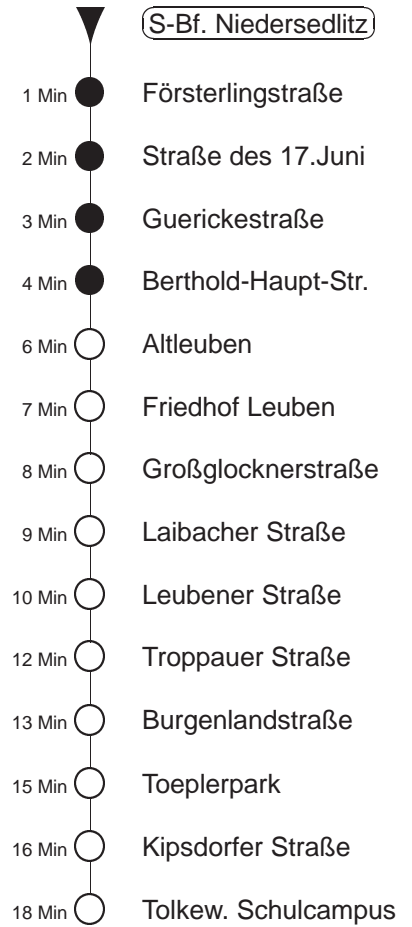 S-Bf. Niedersedlitz
1 Min Försterlingstraße
2 Min Straße des 17.Juni
3 Min Guerickestraße
4 Min Berthold-Haupt-Str.
6 Min Altleuben
7 Min Friedhof Leuben
8 Min Großglocknerstraße
9 Min Laibacher Straße
10 Min Leubener Straße
12 Min Troppauer Straße
13 Min Burgenlandstraße
15 Min Toeplerpark
16 Min Kipsdorfer Straße
18 Min Tolkew. Schulcampus